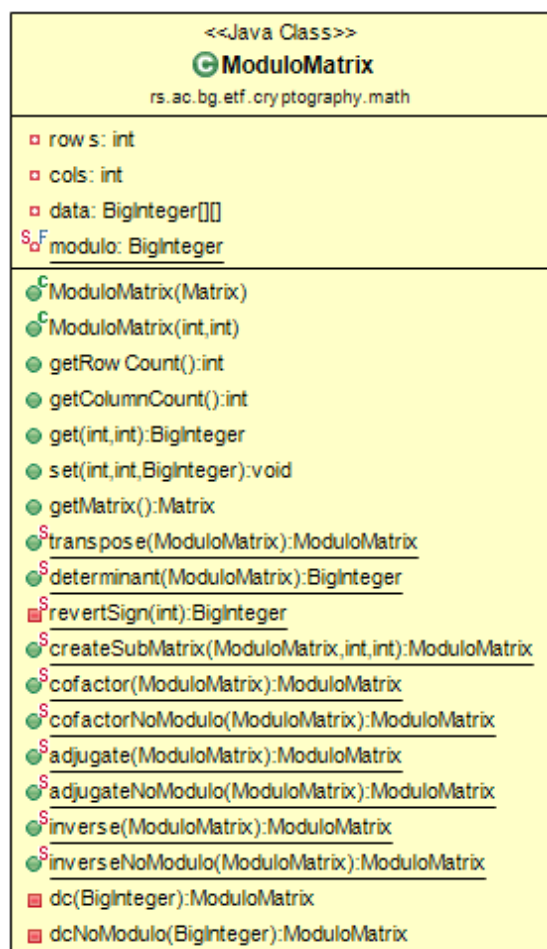 <<Java Class>>
C ModuloMatrix
rs.ac.bg.etf.cryptography.math
rows: int
cols: int
data: BigInteger[][]
S F modulo: BigInteger
C ModuloMatrix(Matrix)
C ModuloMatrix(int,int)
getRowCount():int
getColumnCount():int
get(int,int):BigInteger
set(int,int,BigInteger):void
getMatrix():Matrix
S transpose(ModuloMatrix):ModuloMatrix
S determinant(ModuloMatrix):BigInteger
S revertSign(int):BigInteger
S createSubMatrix(ModuloMatrix,int,int):ModuloMatrix
S cofactor(ModuloMatrix):ModuloMatrix
S cofactorNoModulo(ModuloMatrix):ModuloMatrix
S adjugate(ModuloMatrix):ModuloMatrix
S adjugateNoModulo(ModuloMatrix):ModuloMatrix
S inverse(ModuloMatrix):ModuloMatrix
S inverseNoModulo(ModuloMatrix):ModuloMatrix
dc(BigInteger):ModuloMatrix
dcNoModulo(BigInteger):ModuloMatrix